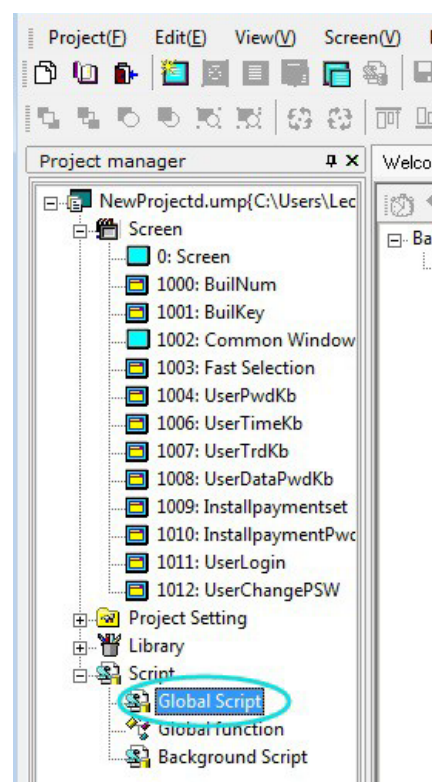 Project(F) Edit(E) View(V) Screen(V)
Project manager Welco
NewProjectd.ump{C:\Users\Lec
Ba
Screen
0: Screen
1000: BuilNum
1001: BuilKey
1002: Common Window
1003: Fast Selection
1004: UserPwdKb
1006: UserTimeKb
1007: UserTrdKb
1008: UserDataPwdKb
1009: Installpaymentset
1010: InstallpaymentPwd
1011: UserLogin
1012: UserChangePSW
Project Setting
Library
Script
Global Script
Global function
Background Script